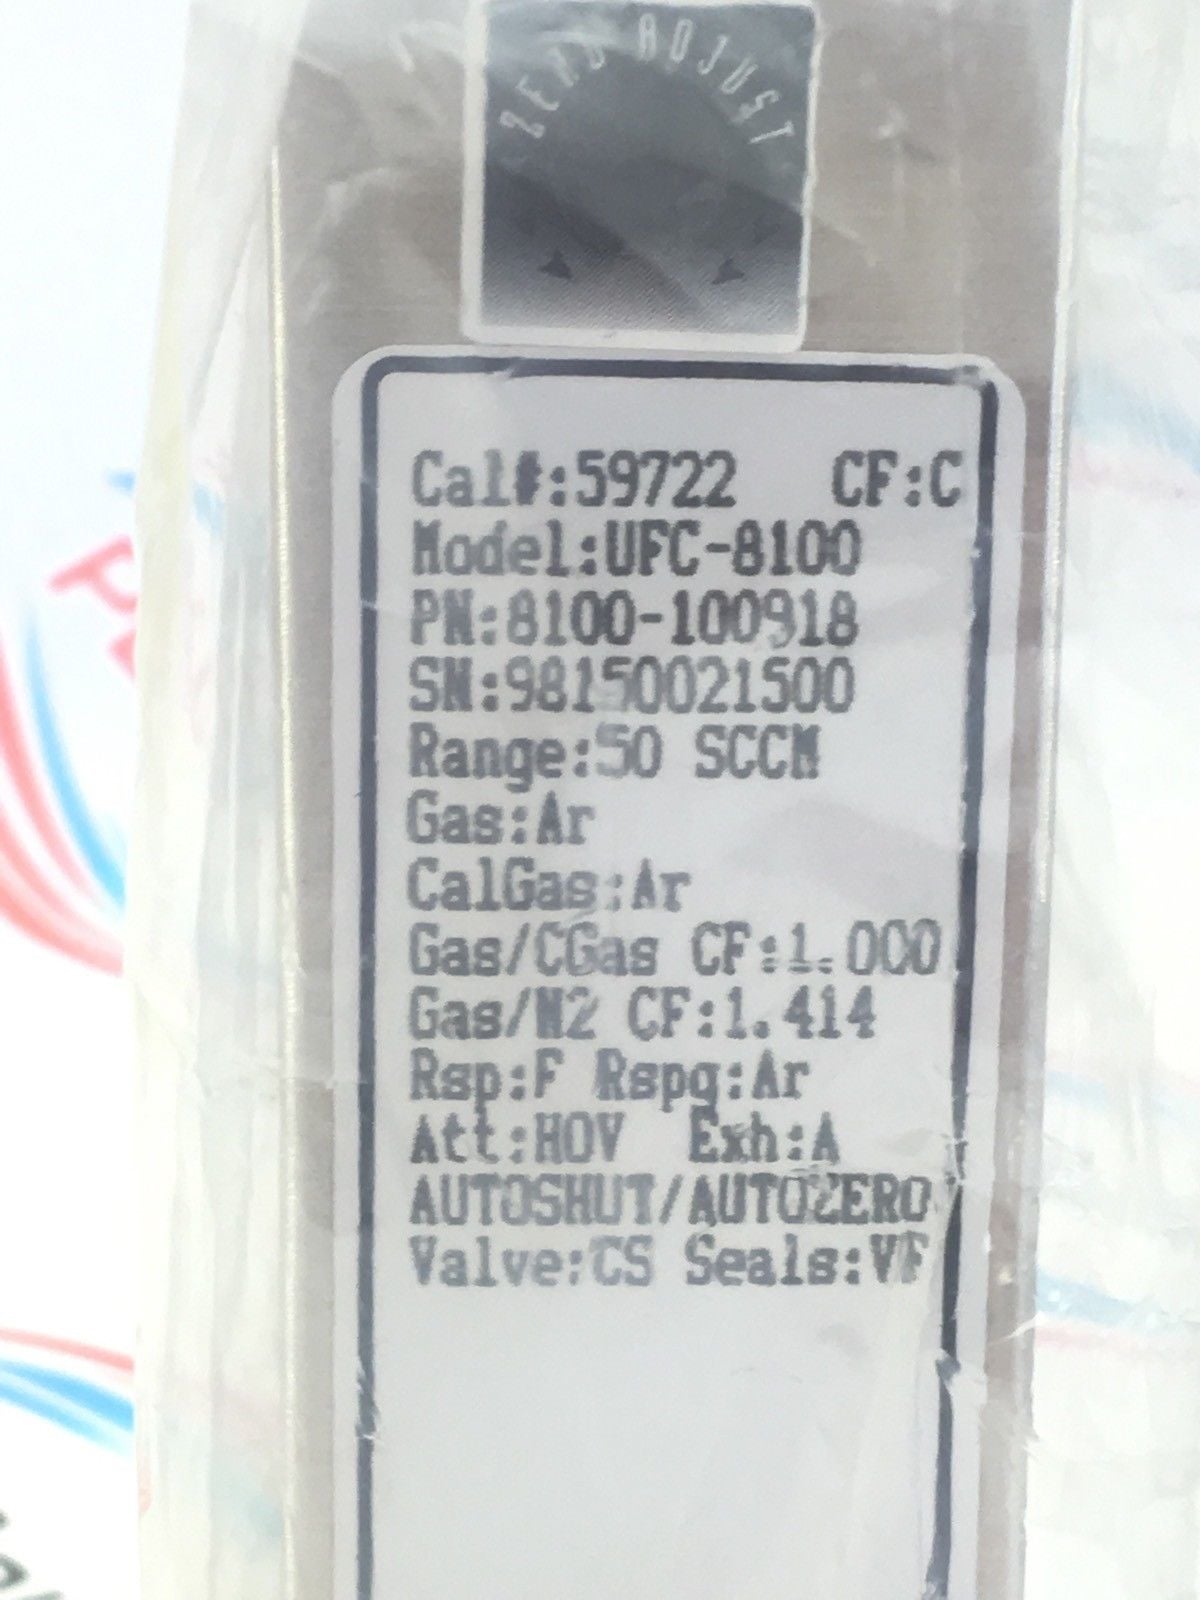 ZERO ADJUST
Cal#:59722 CF:C
Model:UFC-8100
PN:8100-100918
SN:98150021500
Range:50 SCCM
Gas:Ar
CalGas:Ar
Gas/CGas CF:1.000
Gas/N2 CF:1.414
Rsp:F Rspg:Ar
Att:HOV Exh:A
AUTOSHUT/AUTOZERO
Valve:CS Seals:VF